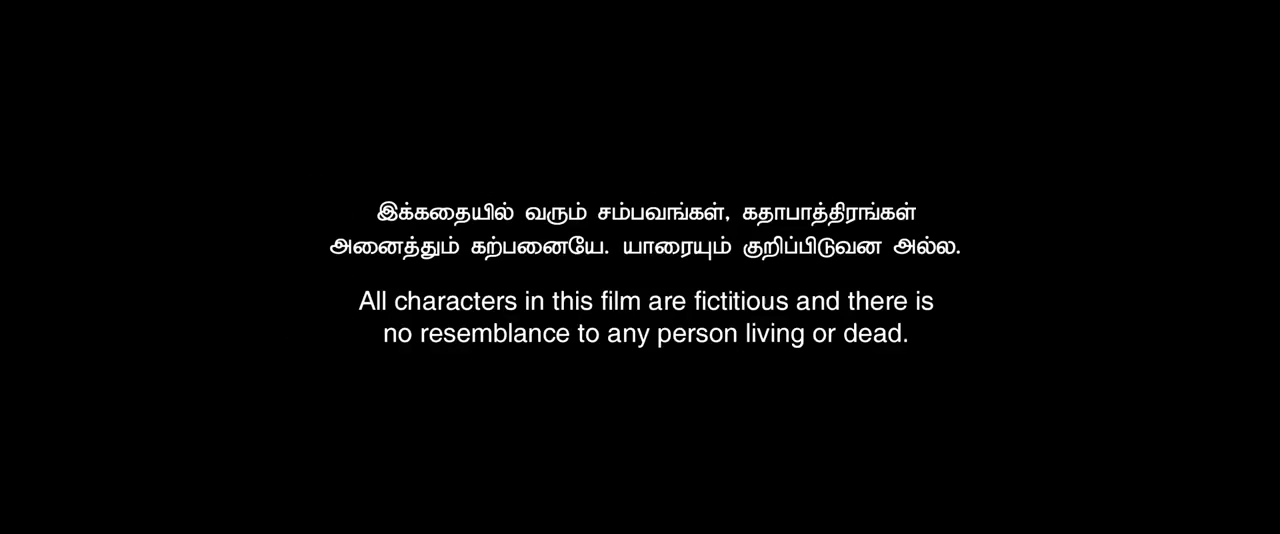 இக்கதையில் வரும் சம்பவங்கள், கதாபாத்திரங்கள்
அனைத்தும் கற்பனையே. யாரையும் குறிப்பிடுவன அல்ல.
All characters in this film are fictitious and there is
no resemblance to any person living or dead.